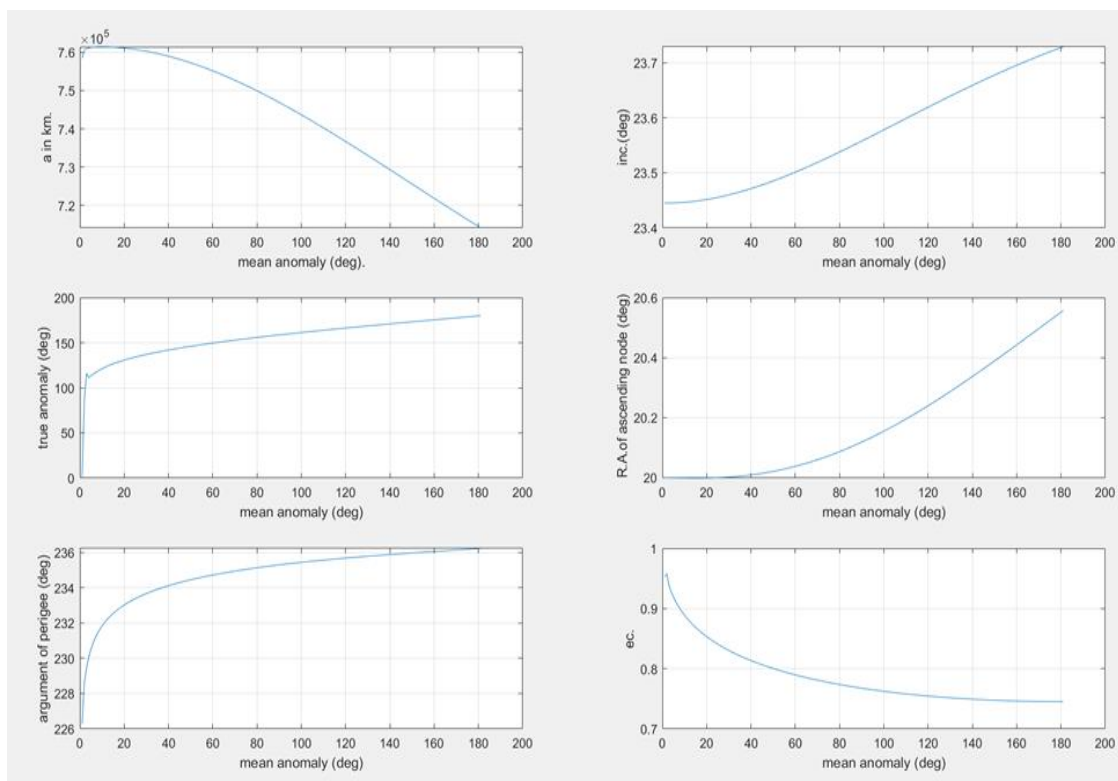 ×10⁵
7.6
7.5
7.4
7.3
7.2
a in km.
0 20 40 60 80 100 120 140 160 180 200
mean anomaly (deg).
23.7
23.6
23.5
23.4
inc.(deg)
0 20 40 60 80 100 120 140 160 180 200
mean anomaly (deg)
200
150
100
50
0
true anomaly (deg)
0 20 40 60 80 100 120 140 160 180 200
mean anomaly (deg)
20.6
20.4
20.2
20
R.A.of ascending node (deg)
0 20 40 60 80 100 120 140 160 180 200
mean anomaly (deg)
236
234
232
230
228
226
argument of perigee (deg)
0 20 40 60 80 100 120 140 160 180 200
mean anomaly (deg)
1
0.9
0.8
0.7
ec.
0 20 40 60 80 100 120 140 160 180 200
mean anomaly (deg)